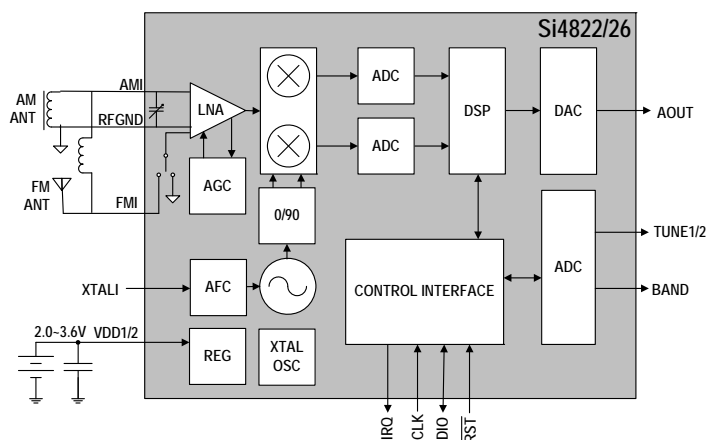 Si4822/26
AM
ANT
AMI
RFGND
LNA
ADC
ADC
DSP
DAC
AOUT
AGC
FM
ANT
FMI
0/90
TUNE1/2
ADC
BAND
XTALI
AFC
CONTROL INTERFACE
2.0~3.6V VDD1/2
REG
XTAL
OSC
IRQ
CLK
DIO
RST